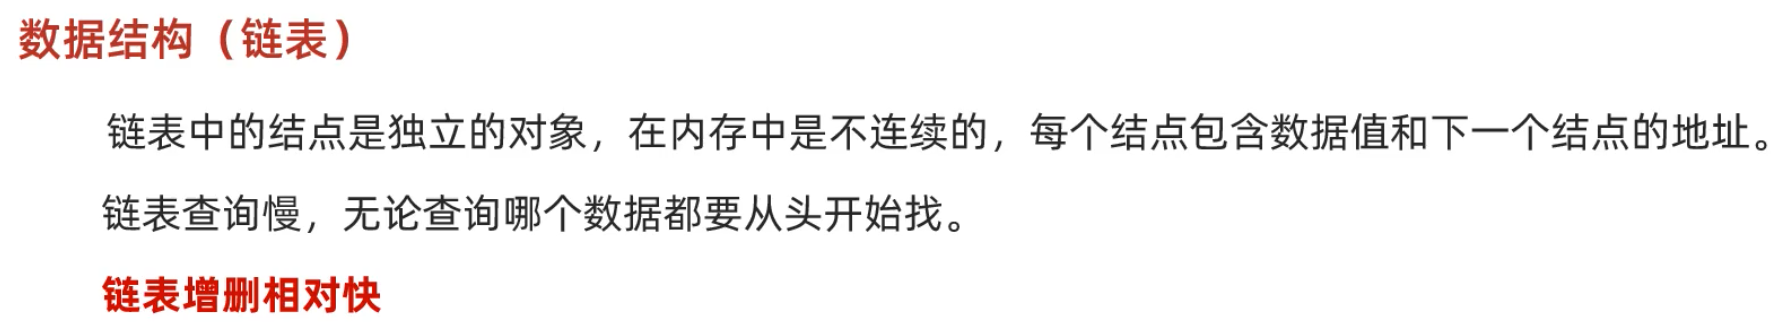 数据结构（链表）
链表中的结点是独立的对象，在内存中是不连续的，每个结点包含数据值和下一个结点的地址。
链表查询慢，无论查询哪个数据都要从头开始找。
链表增删相对快